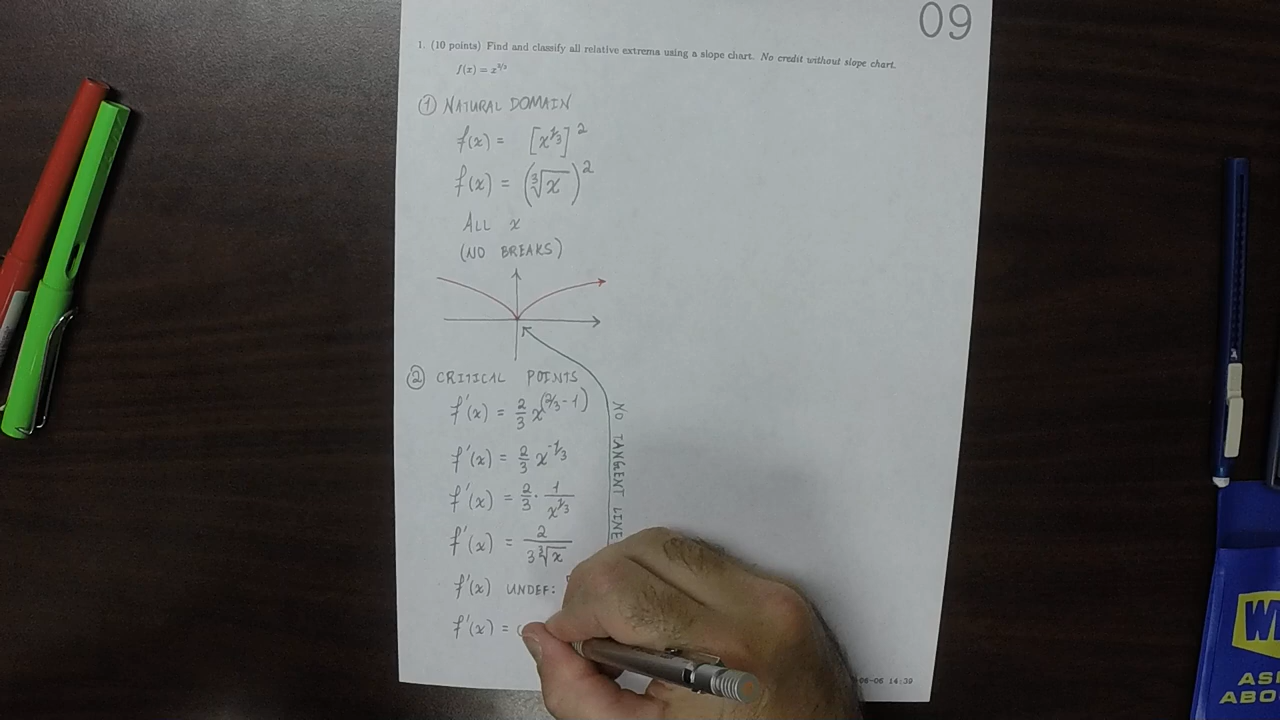 09
1. (10 points) Find and classify all relative extrema using a slope chart. No credit without slope chart.
f(x) = x^{2/3}
① NATURAL DOMAIN
f(x) = [x^{1/3}]^2
f(x) = (∛x)^2
ALL x
(NO BREAKS)
② CRITICAL POINTS
f'(x) = 2/3 x^{(2/3 - 1)}
f'(x) = 2/3 x^{-1/3}
f'(x) = 2/3 · 1/x^{1/3}
f'(x) = 2/(3∛x)
f'(x) UNDEF:
f'(x) =
NO TANGENT LINE
14:39